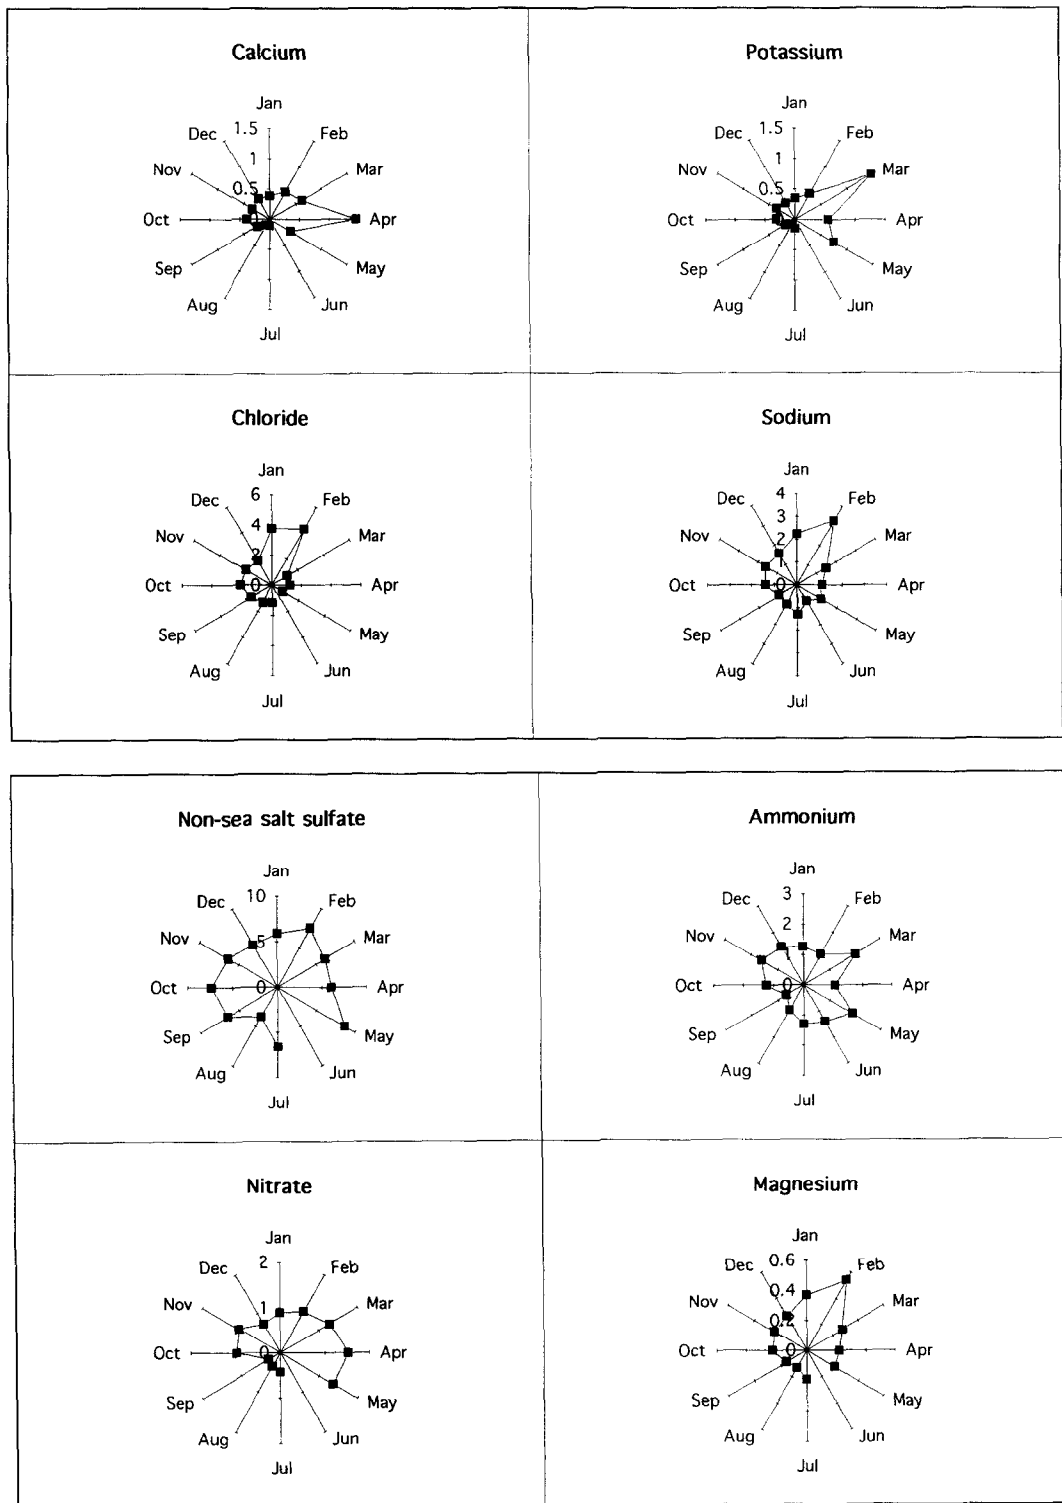 Calcium
Jan
Dec 1.5 Feb
Nov 1 Mar
0.5
Oct Apr
Sep May
Aug Jun
Jul
Potassium
Jan
Dec 1.5 Feb
Nov 1 Mar
0.5
Oct Apr
Sep May
Aug Jun
Jul
Chloride
Jan
Dec 6 Feb
Nov 4 Mar
2
Oct 0 Apr
Sep May
Aug Jun
Jul
Sodium
Jan
Dec 4 Feb
3
Nov 2 Mar
1
Oct 0 Apr
Sep May
Aug Jun
Jul
Non-sea salt sulfate
Jan
Dec 10 Feb
Nov 5 Mar
Oct 0 Apr
Sep May
Aug Jun
Jul
Ammonium
Jan
Dec 3 Feb
Nov 2 Mar
1
Oct 0 Apr
Sep May
Aug Jun
Jul
Nitrate
Jan
Dec 2 Feb
Nov 1 Mar
Oct 0 Apr
Sep May
Aug Jun
Jul
Magnesium
Jan
Dec 0.6 Feb
Nov 0.4 Mar
0.2
Oct 0 Apr
Sep May
Aug Jun
Jul